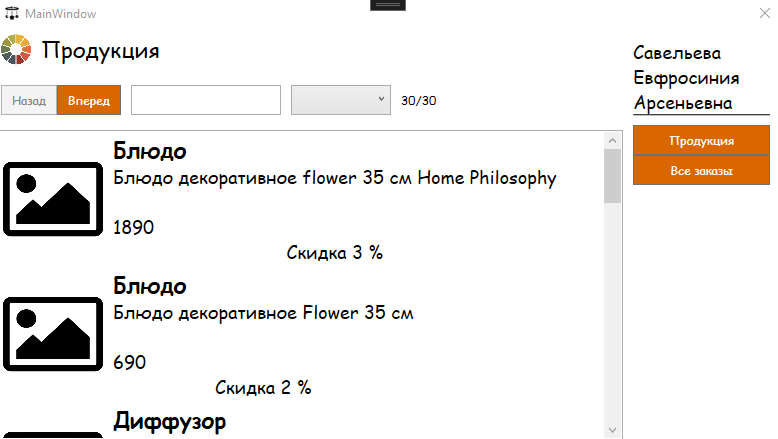 MainWindow
Продукция
Назад Вперед 30/30
Савельева
Евфросиния
Арсеньевна
Продукция
Все заказы
Блюдо
Блюдо декоративное flower 35 см Home Philosophy
1890
Скидка 3 %
Блюдо
Блюдо декоративное Flower 35 см
690
Скидка 2 %
Диффузор